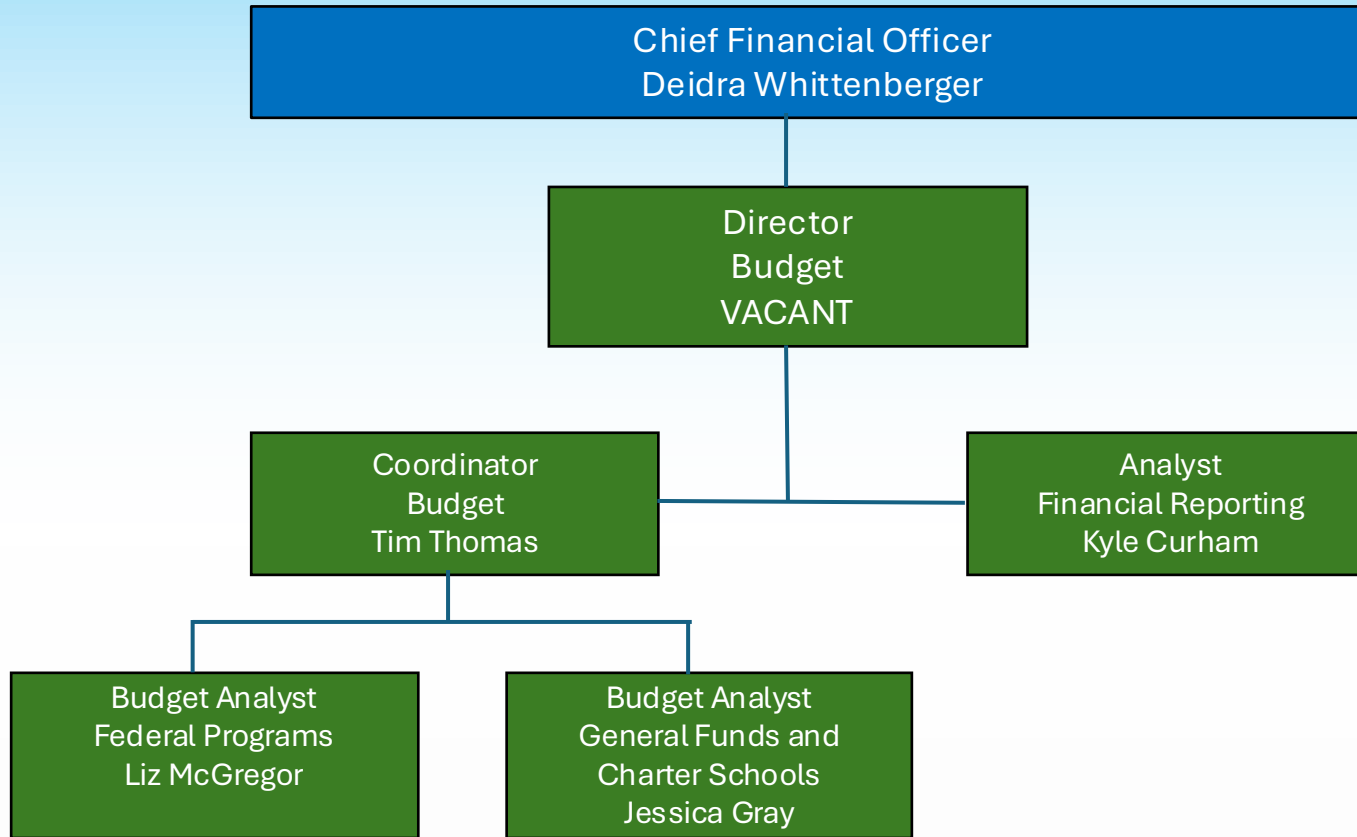 Chief Financial Officer
Deidra Whittenberger
Director
Budget
VACANT
Coordinator
Budget
Tim Thomas
Analyst
Financial Reporting
Kyle Curham
Budget Analyst
Federal Programs
Liz McGregor
Budget Analyst
General Funds and
Charter Schools
Jessica Gray